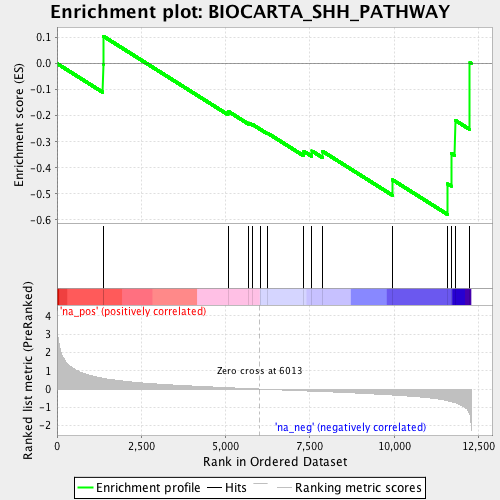 Enrichment plot: BIOCARTA_SHH_PATHWAY
Enrichment score (ES)
0.1
0.0
-0.1
-0.2
-0.3
-0.4
-0.5
-0.6
'na_pos' (positively correlated)
Ranked list metric (PreRanked)
4
3
2
1
0
-1
-2
Zero cross at 6013
'na_neg' (negatively correlated)
0 2,500 5,000 7,500 10,000 12,500
Rank in Ordered Dataset
Enrichment profile Hits Ranking metric scores